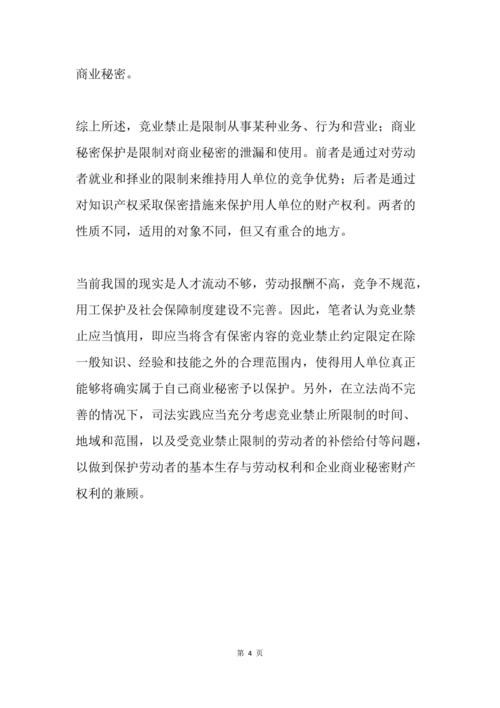 商业秘密。
综上所述，竞业禁止是限制从事某种业务、行为和营业；商业
秘密保护是限制对商业秘密的泄漏和使用。前者是通过对劳动
者就业和择业的限制来维持用人单位的竞争优势；后者是通过
对知识产权采取保密措施来保护用人单位的财产权利。两者的
性质不同，适用的对象不同，但又有重合的地方。
当前我国的现实是人才流动不够，劳动报酬不高，竞争不规范，
用工保护及社会保障制度建设不完善。因此，笔者认为竞业禁
止应当慎用，即应当将含有保密内容的竞业禁止约定限定在除
一般知识、经验和技能之外的合理范围内，使得用人单位真正
能够将确实属于自己商业秘密予以保护。另外，在立法尚不完
善的情况下，司法实践应当充分考虑竞业禁止所限制的时间、
地域和范围，以及受竞业禁止限制的劳动者的补偿给付等问题，
以做到保护劳动者的基本生存与劳动权利和企业商业秘密财产
权利的兼顾。
第 4 页